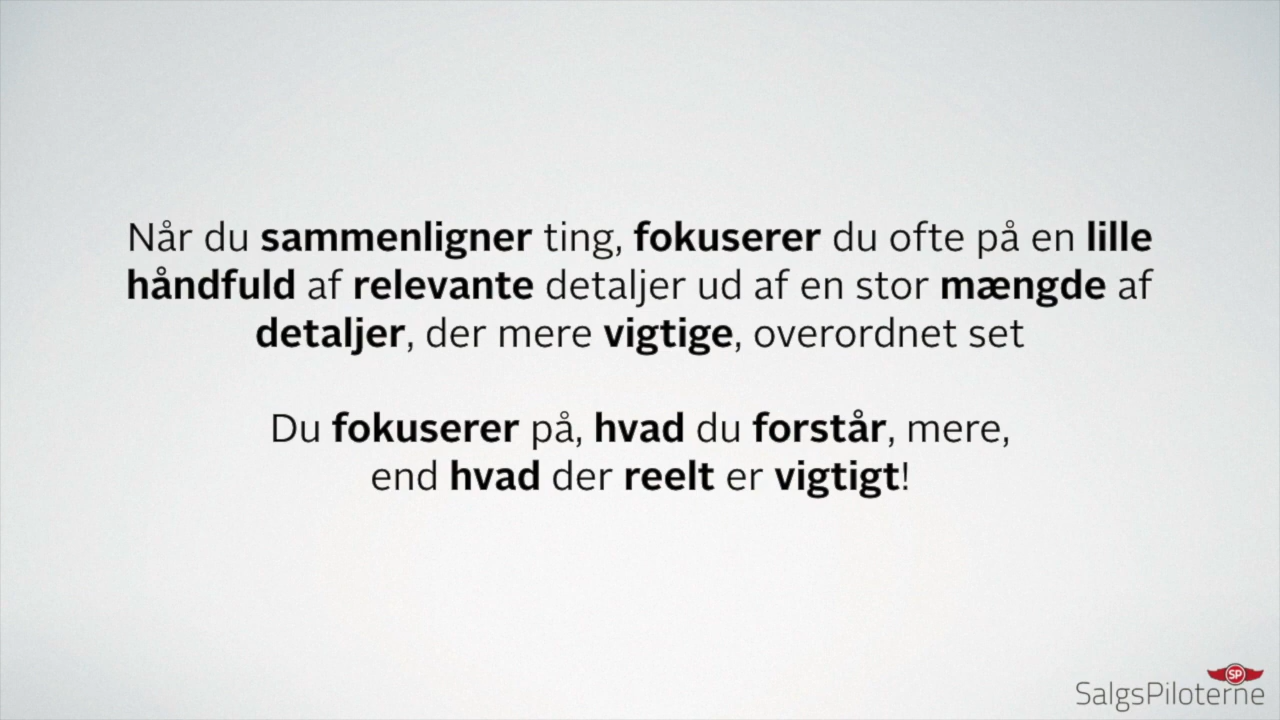 Når du sammenligner ting, fokuserer du ofte på en lille
håndfuld af relevante detaljer ud af en stor mængde af
detaljer, der mere vigtige, overordnet set
Du fokuserer på, hvad du forstår, mere,
end hvad der reelt er vigtigt!
SP
SalgsPiloterne